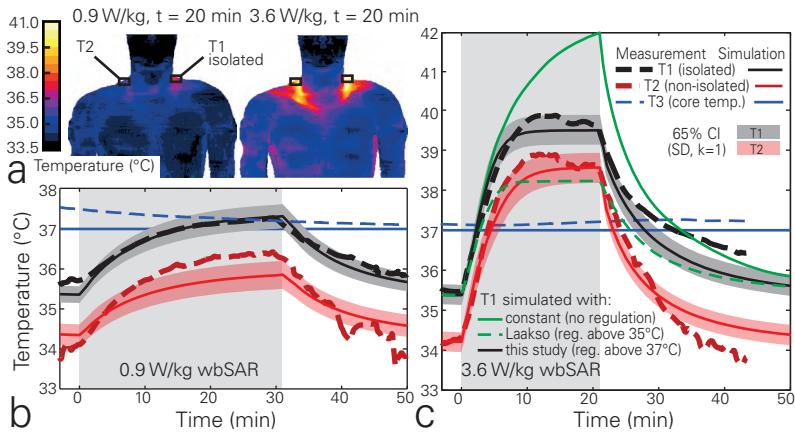 0.9 W/kg, t = 20 min
3.6 W/kg, t = 20 min
41.0
40.0
39.0
37.5
36.5
35.5
34.5
33.5
T2
T1
isolated
Temperature (°C)
a
38
37
36
35
34
33
Temperature (°C)
0.9 W/kg wbSAR
0
10
20
30
40
50
Time (min)
b
42
41
40
39
38
37
36
35
34
33
Measurement
Simulation
T1 (isolated)
T2 (non-isolated)
T3 (core temp.)
65% CI
(SD, k=1)
T1
T2
T1 simulated with:
constant (no regulation)
Laakso (reg. above 35°C)
this study (reg. above 37°C)
3.6 W/kg wbSAR
0
10
20
30
40
50
Time (min)
c